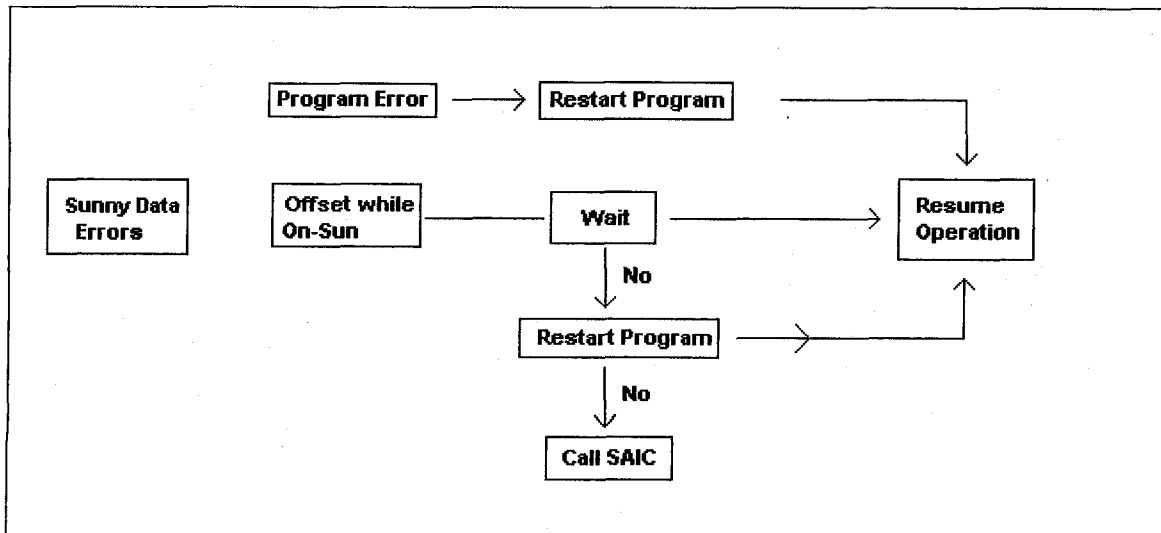 Program Error
Restart Program
Sunny Data
Errors
Offset while
On-Sun
Wait
Resume
Operation
No
Restart Program
No
Call SAIC